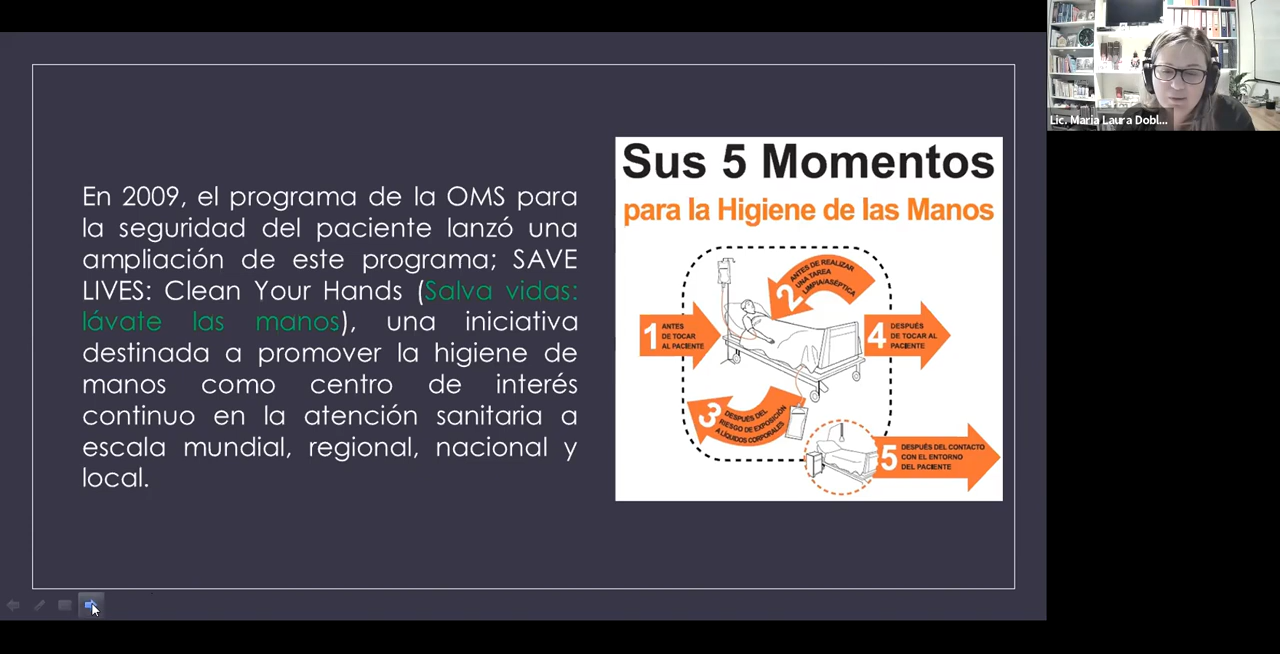 En 2009, el programa de la OMS para
la seguridad del paciente lanzó una
ampliación de este programa; SAVE
LIVES: Clean Your Hands (Salva vidas:
lávate las manos), una iniciativa
destinada a promover la higiene de
manos como centro de interés
continuo en la atención sanitaria a
escala mundial, regional, nacional y
local.
Sus 5 Momentos
para la Higiene de las Manos
1 ANTES
DE TOCAR
AL PACIENTE
2 ANTES DE REALIZAR
UNA TAREA
LIMPIA/ASÉPTICA
3 DESPUÉS DEL
RIESGO DE EXPOSICIÓN
A LÍQUIDOS CORPORALES
4 DESPUÉS
DE TOCAR AL
PACIENTE
5 DESPUÉS DEL CONTACTO
CON EL ENTORNO
DEL PACIENTE
Lic. Maria Laura Dobl...